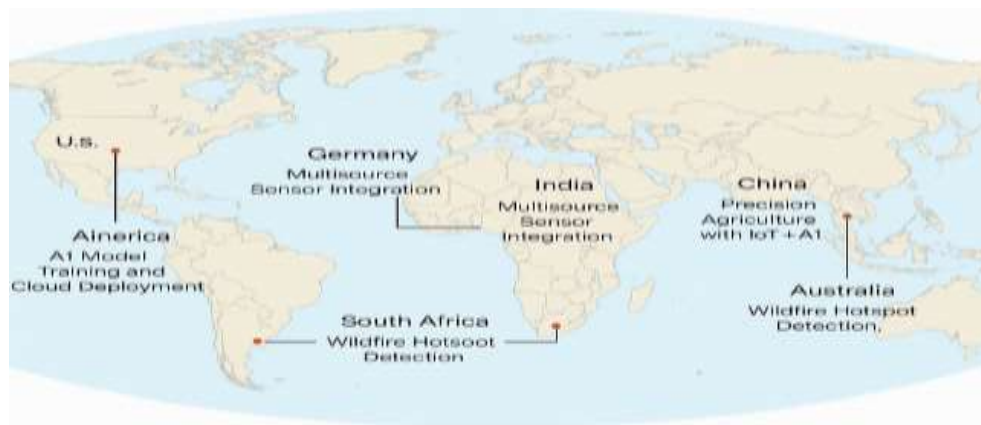 U.S.
Ainerica
A1 Model
Training and
Cloud Deployment
Germany
Multisource
Sensor Integration
India
Multisource
Sensor
Integration
China
Precision
Agriculture
with IoT + A1
Australia
Wildfire Hotspot
Detection,
South Africa
Wildfire Hotsoot
Detection